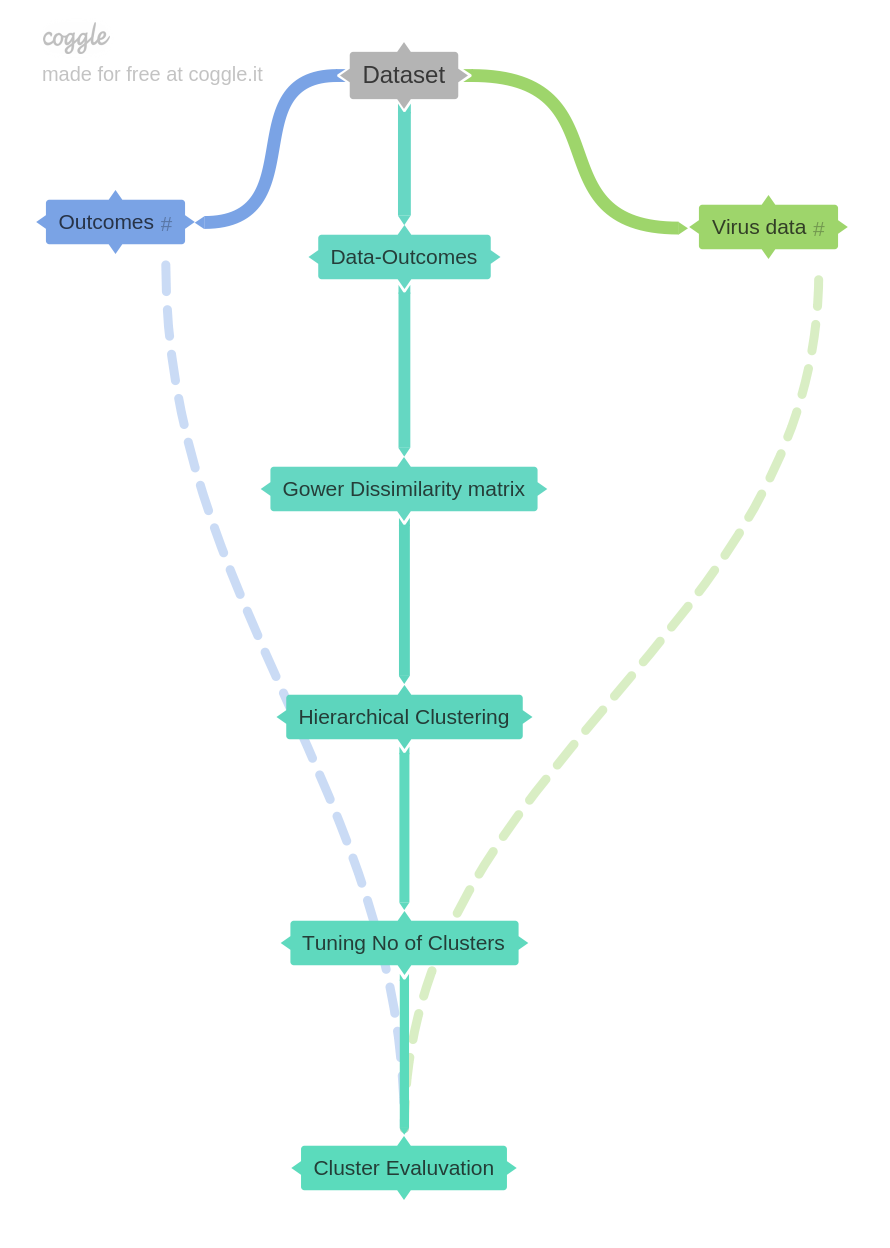 coggle
made for free at coggle.it
Dataset
Outcomes #
Virus data #
Data-Outcomes
Gower Dissimilarity matrix
Hierarchical Clustering
Tuning No of Clusters
Cluster Evaluvation